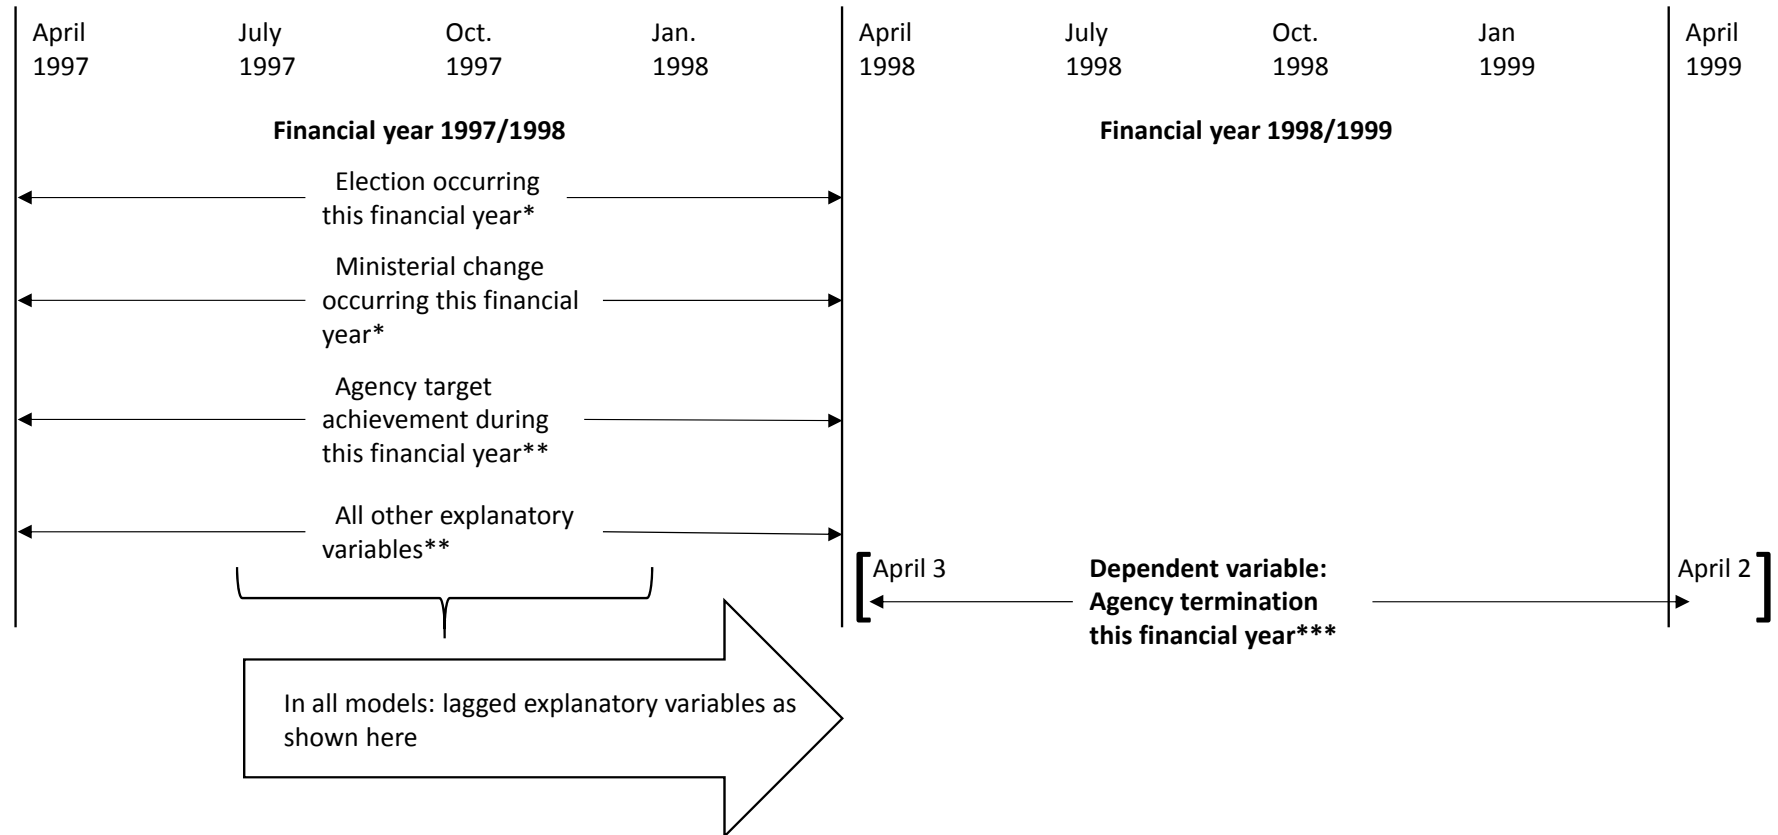 April
1997
July
1997
Oct.
1997
Jan.
1998
April
1998
July
1998
Oct.
1998
Jan
1999
April
1999
Financial year 1997/1998
Financial year 1998/1999
Election occurring
this financial year*
Ministerial change
occurring this financial
year*
Agency target
achievement during
this financial year**
All other explanatory
variables**
April 3
Dependent variable:
Agency termination
this financial year***
April 2
In all models: lagged explanatory variables as
shown here